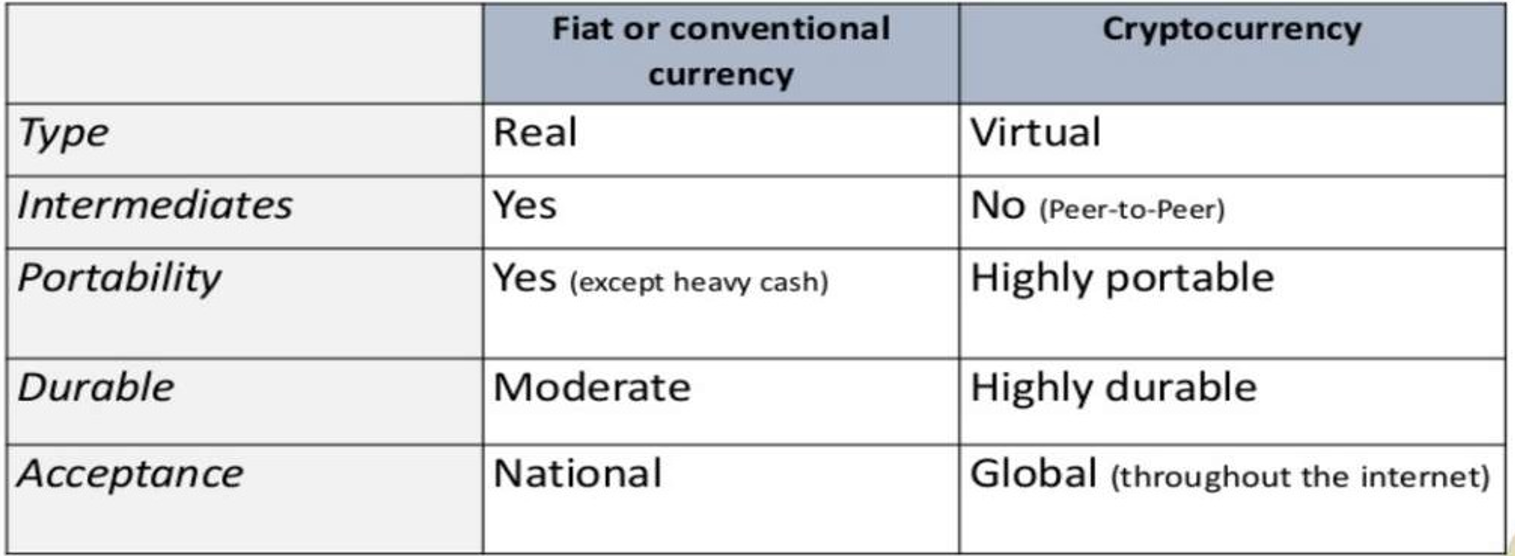 Fiat or conventional currency Cryptocurrency
Type Real Virtual
Intermediates Yes No (Peer-to-Peer)
Portability Yes (except heavy cash) Highly portable
Durable Moderate Highly durable
Acceptance National Global (throughout the internet)